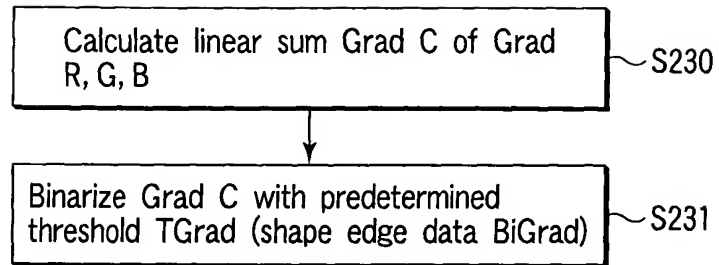 Calculate linear sum Grad C of Grad
R, G, B
S230
Binarize Grad C with predetermined
threshold TGrad (shape edge data BiGrad)
S231